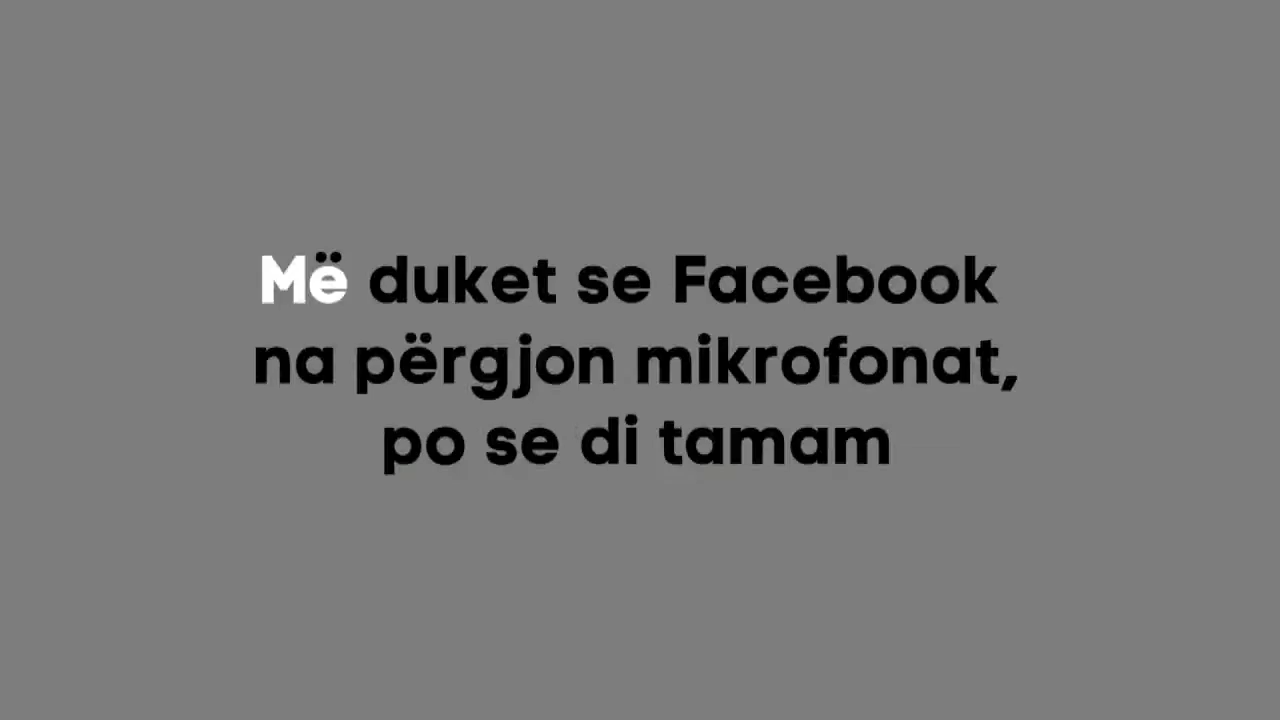 Më duket se Facebook
na përgjon mikrofonat,
po se di tamam